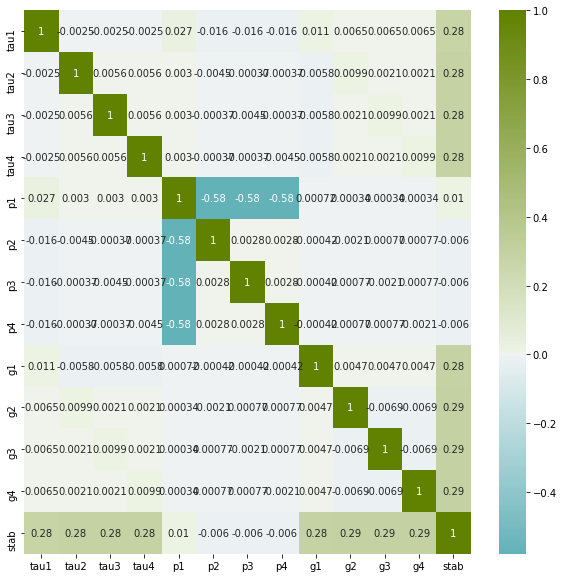 tau1 1 -0.0025 -0.0025 -0.0025 0.027 -0.016 -0.016 -0.016 0.011 0.0065 0.0065 0.0065 0.28
tau2 -0.0025 1 0.0056 0.0056 0.003 -0.0045 -0.00037 -0.00037 -0.0058 0.0099 0.0021 0.0021 0.28
tau3 -0.0025 0.0056 1 0.0056 0.003 -0.00037 -0.0045 -0.00037 -0.0058 0.0021 0.0099 0.0021 0.28
tau4 -0.0025 0.0056 0.0056 1 0.003 -0.00037 -0.00037 -0.0045 -0.0058 0.0021 0.0021 0.0099 0.28
p1 0.027 0.003 0.003 0.003 1 -0.58 -0.58 -0.58 0.00072 0.00034 0.00034 0.00034 0.01
p2 -0.016 -0.0045 -0.00037 -0.00037 -0.58 1 0.0028 0.0028 -0.00042 -0.0021 0.00077 0.00077 -0.006
p3 -0.016 -0.00037 -0.0045 -0.00037 -0.58 0.0028 1 0.0028 -0.00042 0.00077 -0.0021 0.00077 -0.006
p4 -0.016 -0.00037 -0.00037 -0.0045 -0.58 0.0028 0.0028 1 -0.00042 0.00077 0.00077 -0.0021 -0.006
g1 0.011 -0.0058 -0.0058 -0.0058 0.00072 -0.00042 -0.00042 -0.00042 1 0.0047 0.0047 0.0047 0.28
g2 0.0065 0.0099 0.0021 0.0021 0.00034 -0.0021 0.00077 0.00077 0.0047 1 -0.0069 -0.0069 0.29
g3 0.0065 0.0021 0.0099 0.0021 0.00034 0.00077 -0.0021 0.00077 0.0047 -0.0069 1 -0.0069 0.29
g4 0.0065 0.0021 0.0021 0.0099 0.00034 0.00077 0.00077 -0.0021 0.0047 -0.0069 -0.0069 1 0.29
stab 0.28 0.28 0.28 0.28 0.01 -0.006 -0.006 -0.006 0.28 0.29 0.29 0.29 1
tau1 tau2 tau3 tau4 p1 p2 p3 p4 g1 g2 g3 g4 stab
1.0
0.8
0.6
0.4
0.2
0.0
−0.2
−0.4